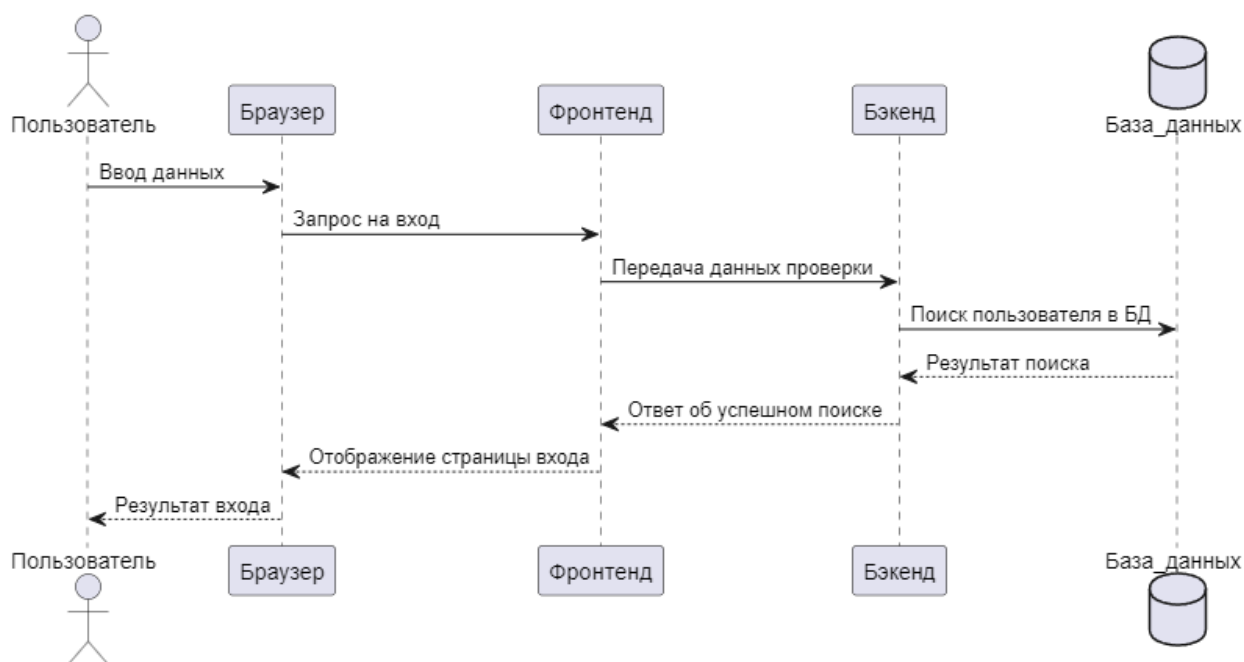 Пользователь
Браузер
Фронтенд
Бэкенд
База_данных
Ввод данных
Запрос на вход
Передача данных проверки
Поиск пользователя в БД
Результат поиска
Ответ об успешном поиске
Отображение страницы входа
Результат входа
Пользователь
Браузер
Фронтенд
Бэкенд
База_данных